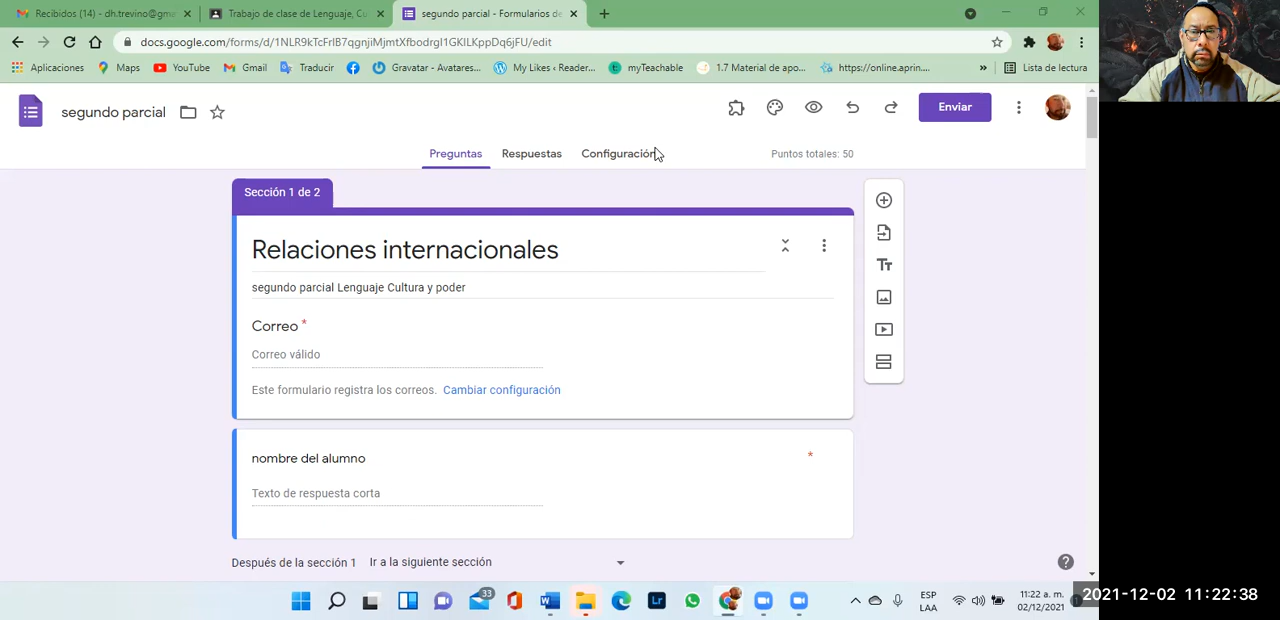 Recibidos (14) - dh.trevino@gma
Trabajo de clase de Lenguaje, Cu
segundo parcial - Formularios de
docs.google.com/forms/d/1NLR9kTcFrIB7qgnjiMjmtXfbodrgI1GKILKppDq6jFU/edit
Aplicaciones
Maps
YouTube
Gmail
Traducir
Gravatar - Avatares...
My Likes ‹ Reader...
myTeachable
1.7 Material de apo...
https://online.aprin....
»
Lista de lectura
segundo parcial
Enviar
Preguntas
Respuestas
Configuración
Puntos totales: 50
Sección 1 de 2
Relaciones internacionales
segundo parcial Lenguaje Cultura y poder
Correo *
Correo válido
Este formulario registra los correos. Cambiar configuración
nombre del alumno *
Texto de respuesta corta
Después de la sección 1 Ir a la siguiente sección
33
ESP
LAA
11:22 a. m.
02/12/2021
2021-12-02 11:22:38